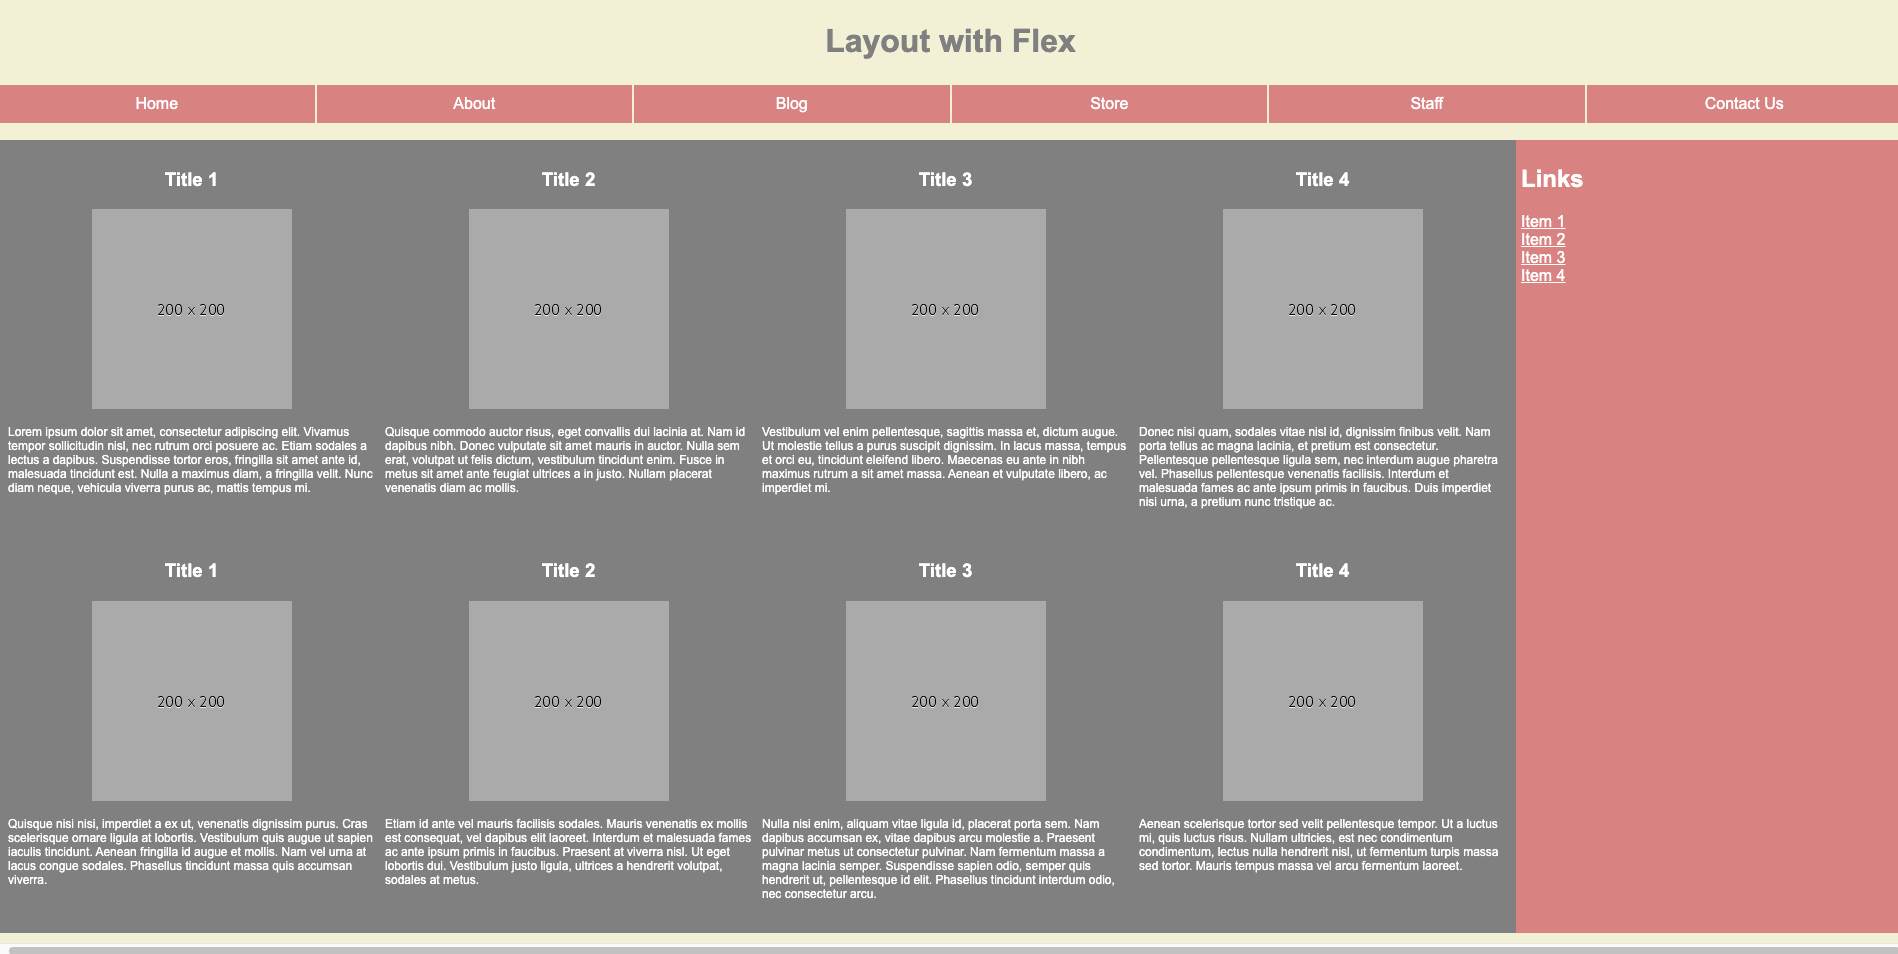 Layout with Flex
Home
About
Blog
Store
Staff
Contact Us
Title 1
200 x 200
Lorem ipsum dolor sit amet, consectetur adipiscing elit. Vivamus
tempor sollicitudin nisl, nec rutrum orci posuere ac. Etiam sodales a
lectus a dapibus. Suspendisse tortor eros, fringilla sit amet ante id,
malesuada tincidunt est. Nulla a maximus diam, a fringilla velit. Nunc
diam neque, vehicula viverra purus ac, mattis tempus mi.
Title 2
200 x 200
Quisque commodo auctor risus, eget convallis dui lacinia at. Nam id
dapibus nibh. Donec vulputate sit amet mauris in auctor. Nulla sem
erat, volutpat ut felis dictum, vestibulum tincidunt enim. Fusce in
metus sit amet ante feugiat ultrices a in justo. Nullam placerat
venenatis diam ac mollis.
Title 3
200 x 200
Vestibulum vel enim pellentesque, sagittis massa et, dictum augue.
Ut molestie tellus a purus suscipit dignissim. In lacus massa, tempus
et orci eu, tincidunt eleifend libero. Maecenas eu ante in nibh
maximus rutrum a sit amet massa. Aenean et vulputate libero, ac
imperdiet mi.
Title 4
200 x 200
Donec nisi quam, sodales vitae nisl id, dignissim finibus velit. Nam
porta tellus ac magna lacinia, et pretium est consectetur.
Pellentesque pellentesque ligula sem, nec interdum augue pharetra
vel. Phasellus pellentesque venenatis facilisis. Interdum et
malesuada fames ac ante ipsum primis in faucibus. Duis imperdiet
nisi urna, a pretium nunc tristique ac.
Title 1
200 x 200
Quisque nisi nisi, imperdiet a ex ut, venenatis dignissim purus. Cras
scelerisque ornare ligula at lobortis. Vestibulum quis augue ut sapien
iaculis tincidunt. Aenean fringilla id augue et mollis. Nam vel urna at
lacus congue sodales. Phasellus tincidunt massa quis accumsan
viverra.
Title 2
200 x 200
Etiam id ante vel mauris facilisis sodales. Mauris venenatis ex mollis
est consequat, vel dapibus elit laoreet. Interdum et malesuada fames
ac ante ipsum primis in faucibus. Praesent at viverra nisl. Ut eget
lobortis dui. Vestibulum justo ligula, ultrices a hendrerit volutpat,
sodales at metus.
Title 3
200 x 200
Nulla nisi enim, aliquam vitae ligula id, placerat porta sem. Nam
dapibus accumsan ex, vitae dapibus arcu molestie a. Praesent
pulvinar metus ut consectetur pulvinar. Nam fermentum massa a
magna lacinia semper. Suspendisse sapien odio, semper quis
hendrerit ut, pellentesque id elit. Phasellus tincidunt interdum odio,
nec consectetur arcu.
Title 4
200 x 200
Aenean scelerisque tortor sed velit pellentesque tempor. Ut a luctus
mi, quis luctus risus. Nullam ultricies, est nec condimentum
condimentum, lectus nulla hendrerit nisl, ut fermentum turpis massa
sed tortor. Mauris tempus massa vel arcu fermentum laoreet.
Links
Item 1
Item 2
Item 3
Item 4